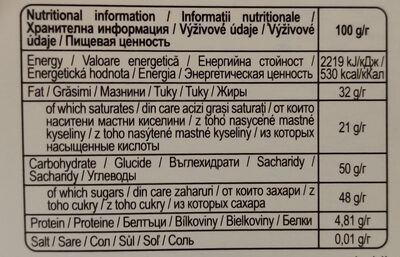 Nutritional information / Informații nutriționale /
Хранителна информация / Výživové údaje / Výživové
údaje / Пищевая ценность
100 g/г
Energy / Valoare energetică / Енергийна стойност /
Energetická hodnota / Energia / Энергетическая ценность
2219 kJ/кДж /
530 kcal/кКал
Fat / Grăsimi / Мазнини / Tuky / Tuky / Жиры
32 g/г
of which saturates / din care acizi grași saturați / от които
наситени мастни киселини / z toho nasycené mastné
kyseliny / z toho nasýtené mastné kyseliny / из которых
насыщенные кислоты
21 g/г
Carbohydrate / Glucide / Въглехидрати / Sacharidy /
Sacharidy / Углеводы
50 g/г
of which sugars / din care zaharuri / от които захари / z
toho cukry / z toho cukry / из которых сахара
48 g/г
Protein / Proteine / Белтъци / Bílkoviny / Bielkoviny / Белки
4,81 g/г
Salt / Sare / Сол / Sůl / Soľ / Соль
0,01 g/г